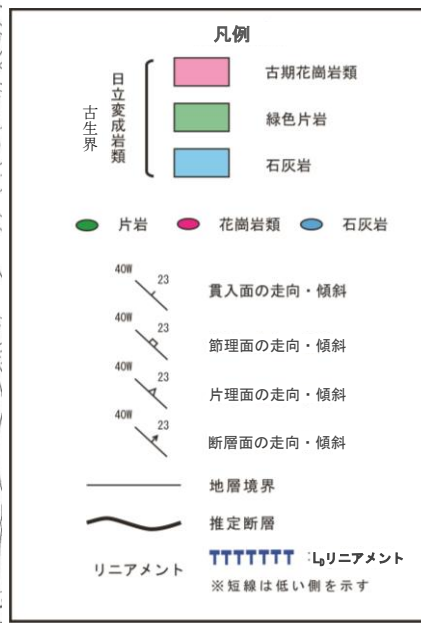 凡例
古生界
日立変成岩類
古期花崗岩類
緑色片岩
石灰岩
片岩 花崗岩類 石灰岩
40W 23 貫入面の走向・傾斜
40W 23 節理面の走向・傾斜
40W 23 片理面の走向・傾斜
40W 23 断層面の走向・傾斜
地層境界
推定断層
リニアメント :LDリニアメント
※短線は低い側を示す